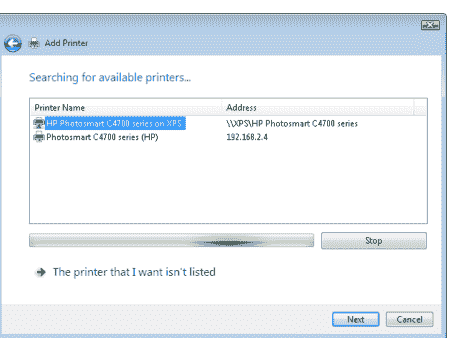 Add Printer
Searching for available printers...
Printer Name Address
HP Photosmart C4700 series on XPS \\XPS\HP Photosmart C4700 series
Photosmart C4700 series (HP) 192.168.2.4
Stop
The printer that I want isn't listed
Next Cancel